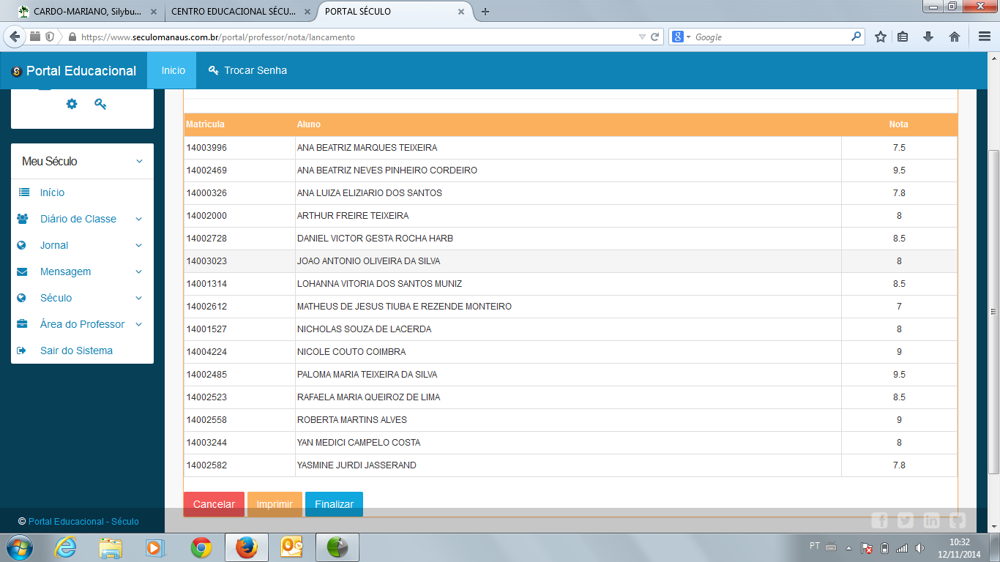 CARDO-MARIANO, Silybu...
CENTRO EDUCACIONAL SÉCU...
PORTAL SÉCULO
https://www.seculomanaus.com.br/portal/professor/nota/lancamento
Google
Portal Educacional
Inicio
Trocar Senha
Meu Século
Início
Diário de Classe
Jornal
Mensagem
Século
Área do Professor
Sair do Sistema
Matrícula Aluno Nota
14003996 ANA BEATRIZ MARQUES TEIXEIRA 7.5
14002469 ANA BEATRIZ NEVES PINHEIRO CORDEIRO 9.5
14000326 ANA LUIZA ELIZIARIO DOS SANTOS 7.8
14002000 ARTHUR FREIRE TEIXEIRA 8
14002728 DANIEL VICTOR GESTA ROCHA HARB 8.5
14003023 JOAO ANTONIO OLIVEIRA DA SILVA 8
14001314 LOHANNA VITORIA DOS SANTOS MUNIZ 8.5
14002612 MATHEUS DE JESUS TIUBA E REZENDE MONTEIRO 7
14001527 NICHOLAS SOUZA DE LACERDA 8
14004224 NICOLE COUTO COIMBRA 9
14002485 PALOMA MARIA TEIXEIRA DA SILVA 9.5
14002523 RAFAELA MARIA QUEIROZ DE LIMA 8.5
14002558 ROBERTA MARTINS ALVES 9
14003244 YAN MEDICI CAMPELO COSTA 8
14002582 YASMINE JURDI JASSERAND 7.8
Cancelar Imprimir Finalizar
© Portal Educacional - Século
PT
10:32
12/11/2014